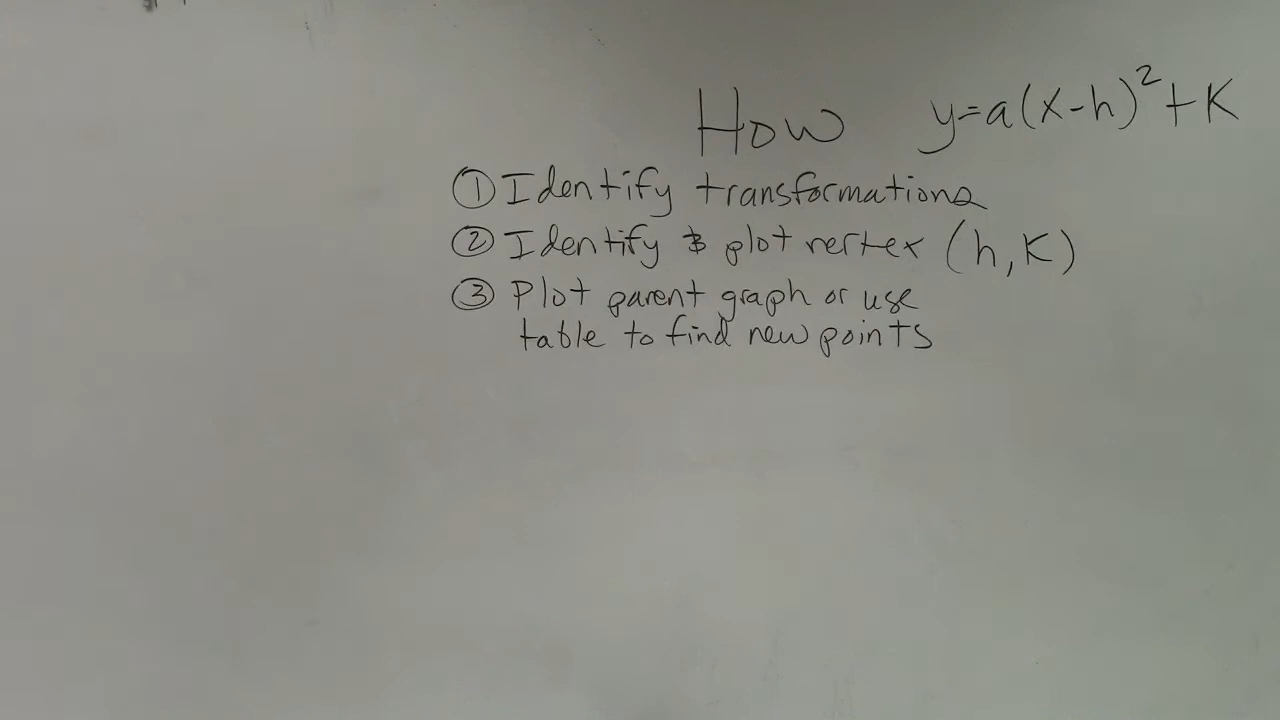 How y=a(x-h)²+K
① Identify transformations
② Identify & plot vertex (h,K)
③ Plot parent graph or use
table to find new points